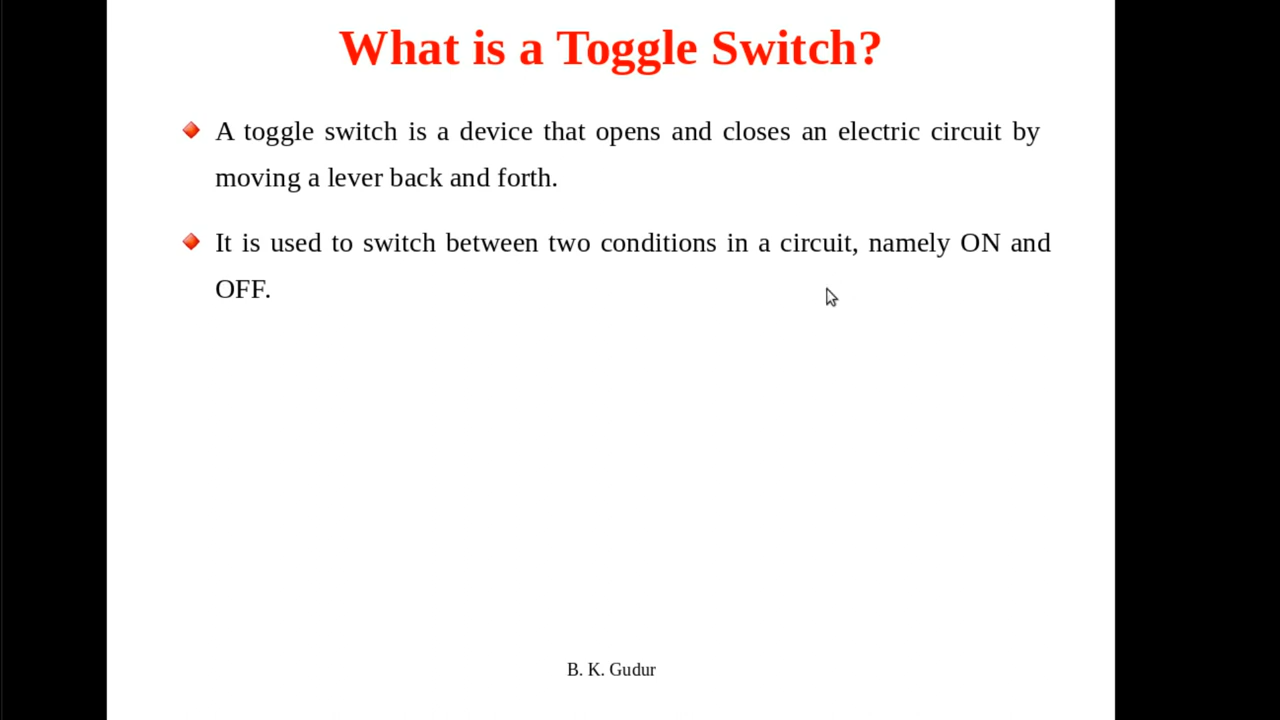 What is a Toggle Switch?
A toggle switch is a device that opens and closes an electric circuit by
moving a lever back and forth.
It is used to switch between two conditions in a circuit, namely ON and
OFF.
B. K. Gudur